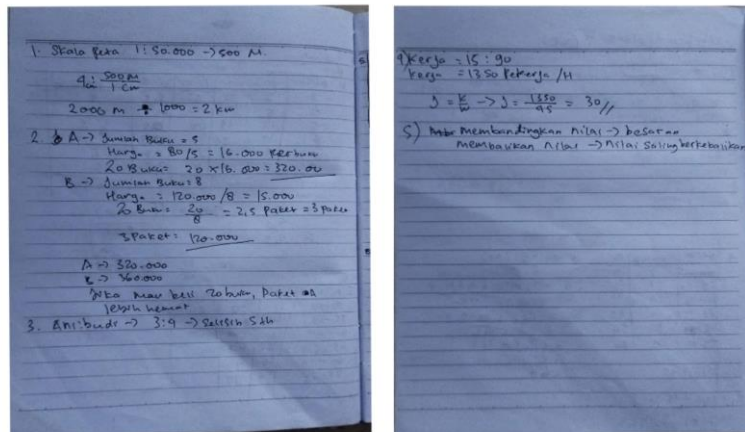 1. Skala Peta 1 : 50.000 -> 500 M.
500 M
1 cm
2000 M ÷ 1000 = 2 km
2. A -> Jumlah Buku = 5
Harga = 80/5 = 16.000 Perbuku
20 Buku = 20 x 16.000 = 320.00
B -> Jumlah Buku = 8
Harga = 120.000 / 8 = 15.000
20 Buku = 20/8 = 2,5 Paket = 3 Paket
3 Paket = 120.000
A -> 320.000
B -> 360.000
Jika mau beli 20 buku, Paket A
lebih hemat
3. Ani : budi -> 3:4 -> Selisih 5 th
4) Kerja = 15 : 90
Kerja = 1350 Pekerja /H
J = K/W -> J = 1350/45 = 30 //
5) Membandingkan nilai -> besaran
Membalikan nilai -> nilai saling berkebalikan